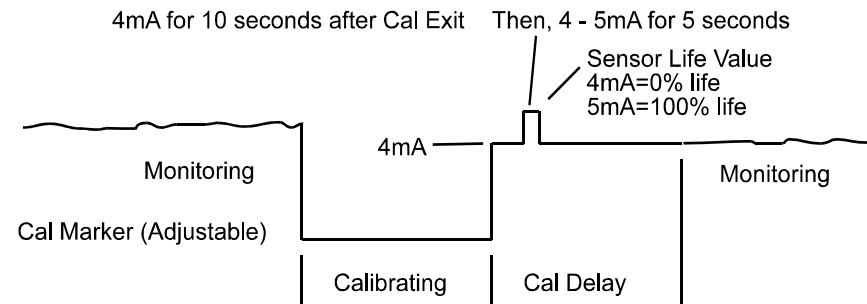 4mA for 10 seconds after Cal Exit
Then, 4 - 5mA for 5 seconds
Sensor Life Value
4mA=0% life
5mA=100% life
4mA
Monitoring
Monitoring
Cal Marker (Adjustable)
Calibrating
Cal Delay